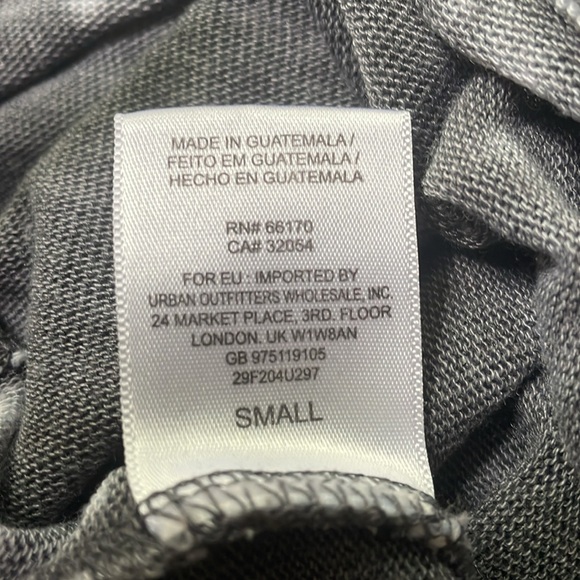 MADE IN GUATEMALA /
FEITO EM GUATEMALA /
HECHO EN GUATEMALA
RN# 66170
CA# 32054
FOR EU : IMPORTED BY
URBAN OUTFITTERS WHOLESALE, INC.
24 MARKET PLACE, 3RD. FLOOR
LONDON. UK W1W8AN
GB 975119105
29F204U297
SMALL